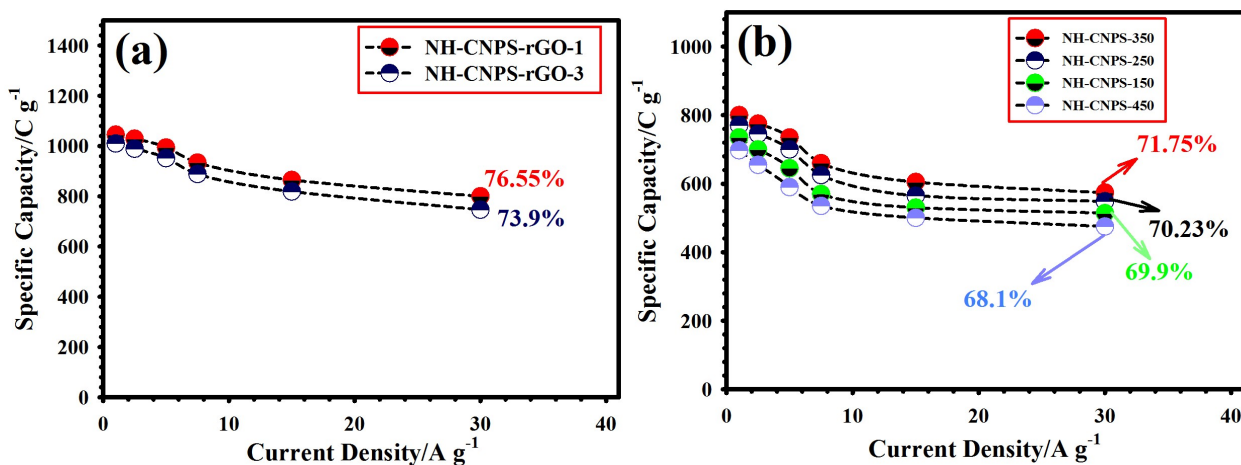 (a)
NH-CNPS-rGO-1
NH-CNPS-rGO-3
1400
1200
1000
800
600
400
200
0
76.55%
73.9%
0 10 20 30 40
Specific Capacity/C g⁻¹
Current Density/A g⁻¹
(b)
NH-CNPS-350
NH-CNPS-250
NH-CNPS-150
NH-CNPS-450
1000
800
600
400
200
0
71.75%
70.23%
69.9%
68.1%
0 10 20 30 40
Specific Capacity/C g⁻¹
Current Density/A g⁻¹